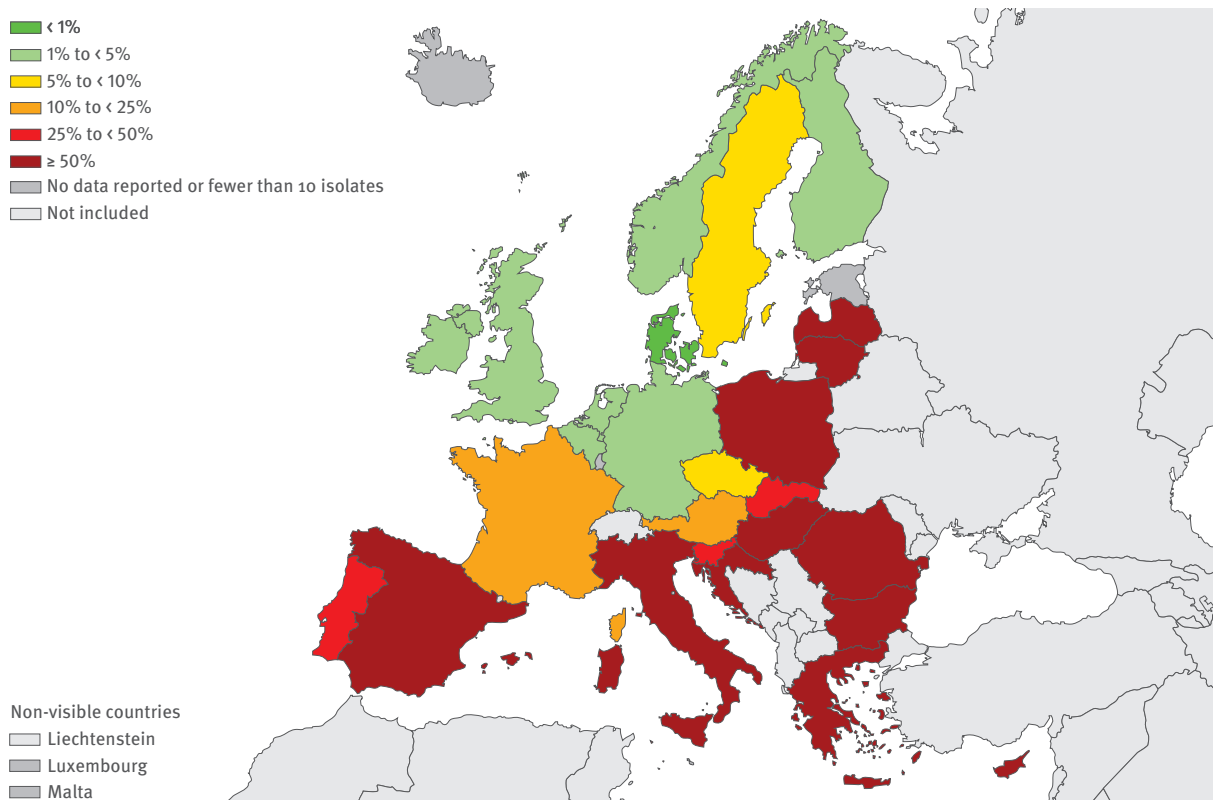 < 1%
1% to < 5%
5% to < 10%
10% to < 25%
25% to < 50%
≥ 50%
No data reported or fewer than 10 isolates
Not included
Non-visible countries
Liechtenstein
Luxembourg
Malta